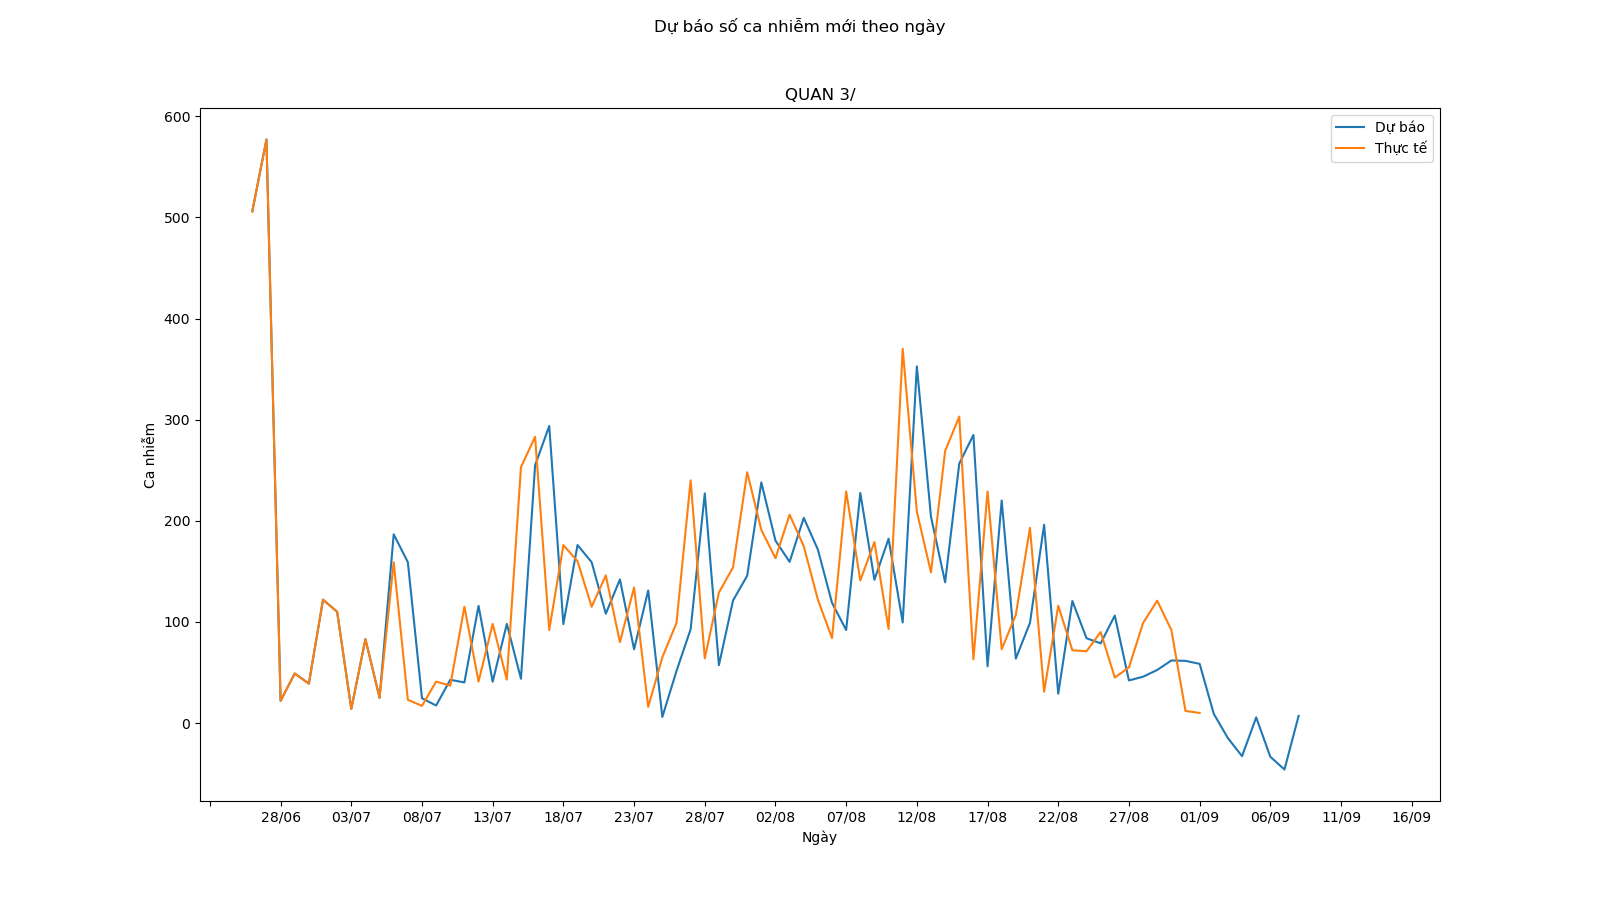 Dự báo số ca nhiễm mới theo ngày
QUAN 3/
Dự báo
Thực tế
600
500
400
300
200
100
0
Ca nhiễm
28/06 03/07 08/07 13/07 18/07 23/07 28/07 02/08 07/08 12/08 17/08 22/08 27/08 01/09 06/09 11/09 16/09
Ngày